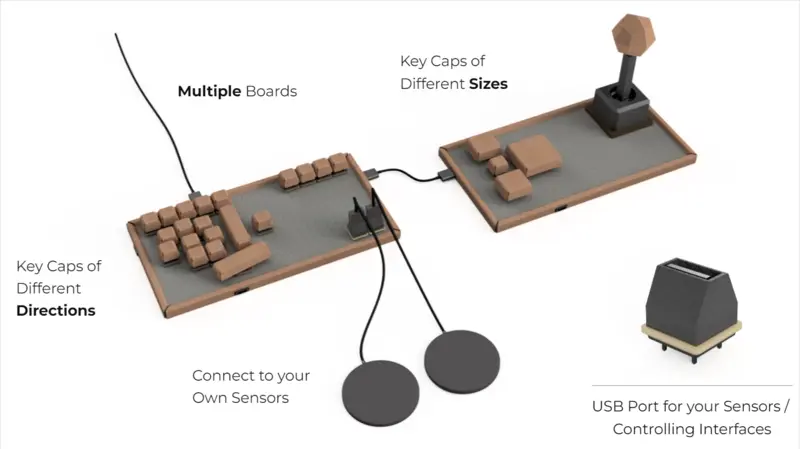 Multiple Boards
Key Caps of
Different Sizes
Key Caps of
Different
Directions
Connect to your
Own Sensors
USB Port for your Sensors /
Controlling Interfaces